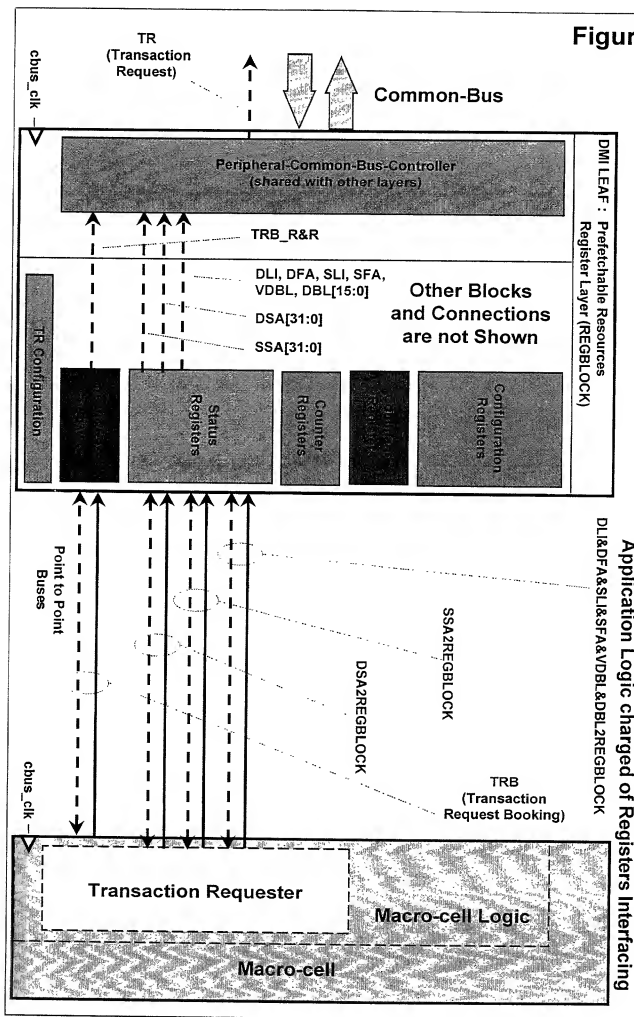 Figur
TR
(Transaction
Request)
Common-Bus
cbus_clk
Peripheral-Common-Bus-Controller
(shared with other layers)
DMI LEAF : Prefetchable Resources
Register Layer (REGBLOCK)
TRB_R&R
DLI, DFA, SLI, SFA,
VDBL, DBL[15:0]
DSA[31:0]
SSA[31:0]
Other Blocks
and Connections
are not Shown
TR Configuration
Status
Registers
Counter
Registers
Configuration
Registers
Application Logic charged of Registers Interfacing
Point to Point
Buses
DLI&DFA&SLI&SFA&VDBL&DBL2REGBLOCK
SSA2REGBLOCK
DSA2REGBLOCK
TRB
(Transaction
Request Booking)
cbus_clk
Transaction Requester
Macro-cell Logic
Macro-cell